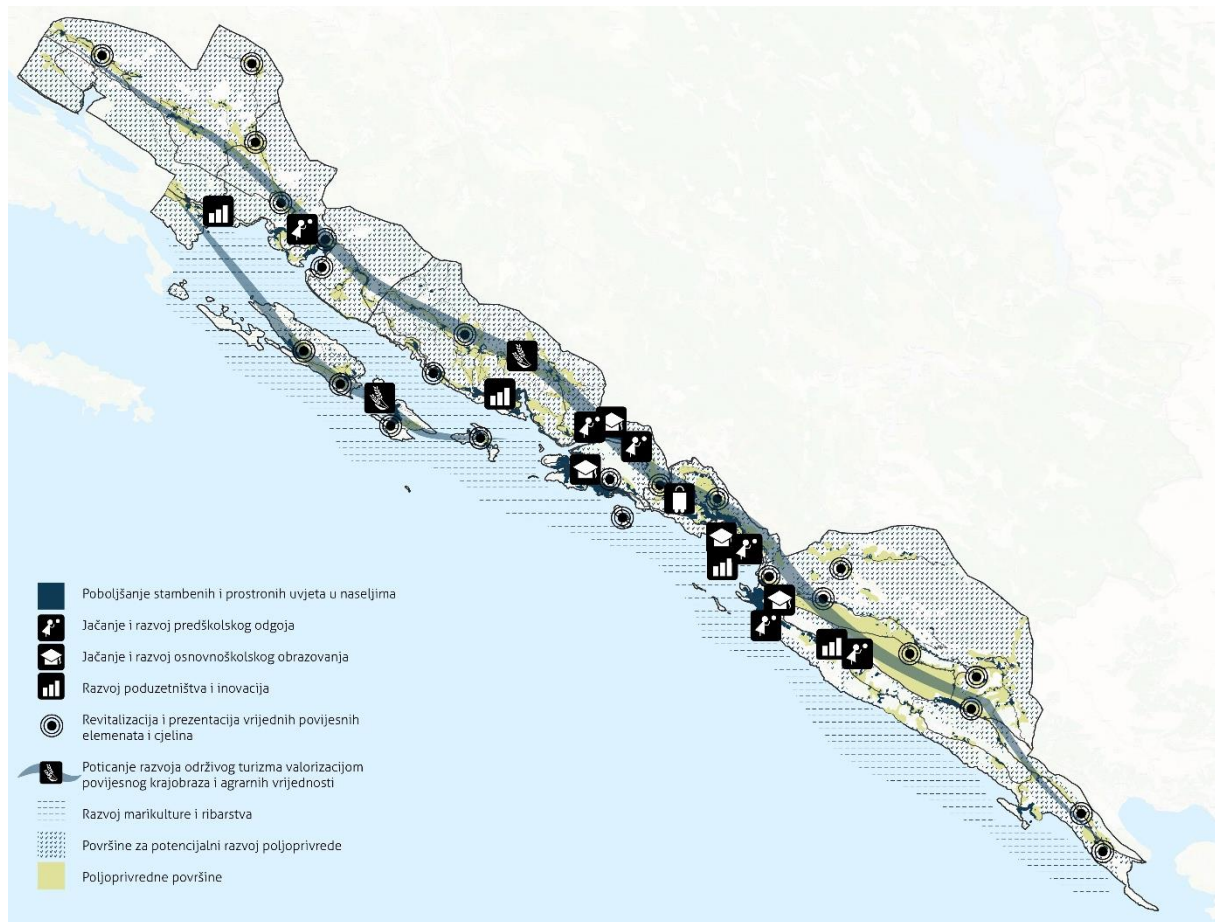 Poboljšanje stambenih i prostronih uvjeta u naseljima
Jačanje i razvoj predškolskog odgoja
Jačanje i razvoj osnovnoškolskog obrazovanja
Razvoj poduzetništva i inovacija
Revitalizacija i prezentacija vrijednih povijesnih
elemenata i cjelina
Poticanje razvoja održivog turizma valorizacijom
povijesnog krajobraza i agrarnih vrijednosti
Razvoj marikulture i ribarstva
Površine za potencijalni razvoj poljoprivrede
Poljoprivredne površine